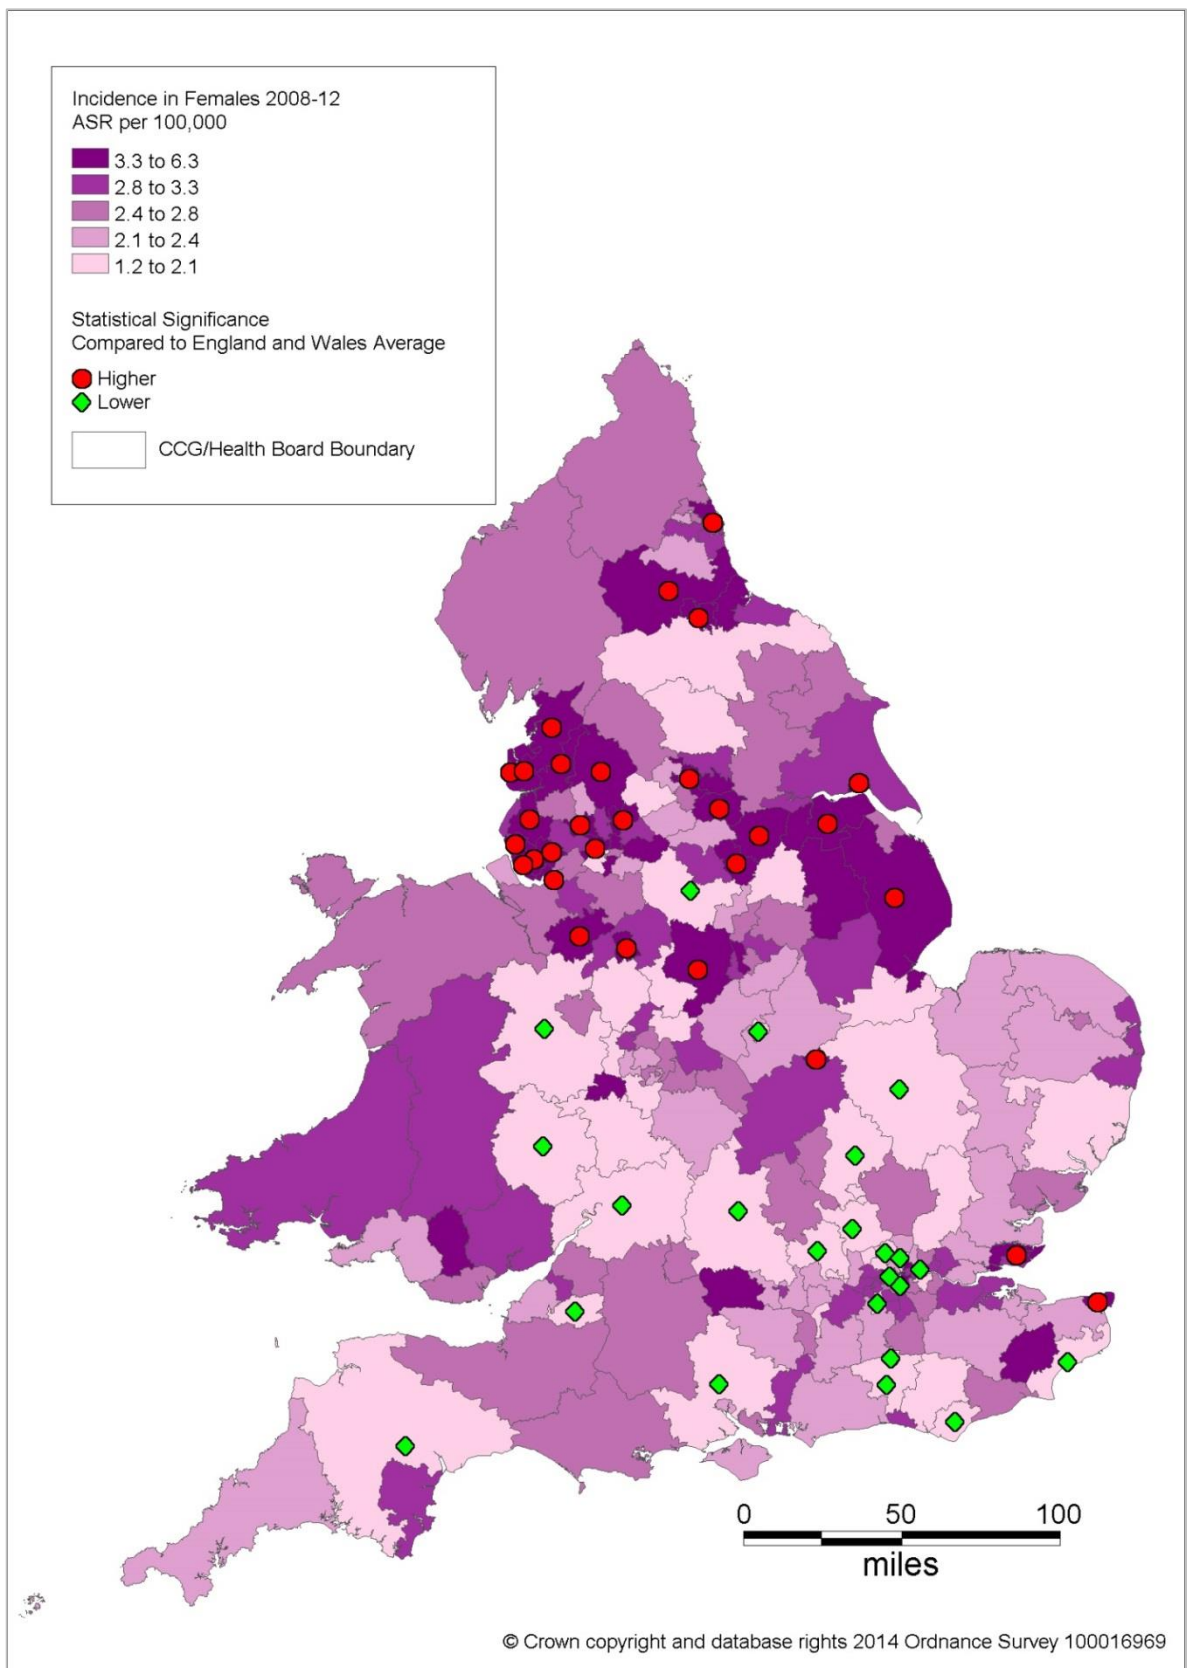 Incidence in Females 2008-12
ASR per 100,000
3.3 to 6.3
2.8 to 3.3
2.4 to 2.8
2.1 to 2.4
1.2 to 2.1
Statistical Significance
Compared to England and Wales Average
Higher
Lower
CCG/Health Board Boundary
0 50 100
miles
© Crown copyright and database rights 2014 Ordnance Survey 100016969